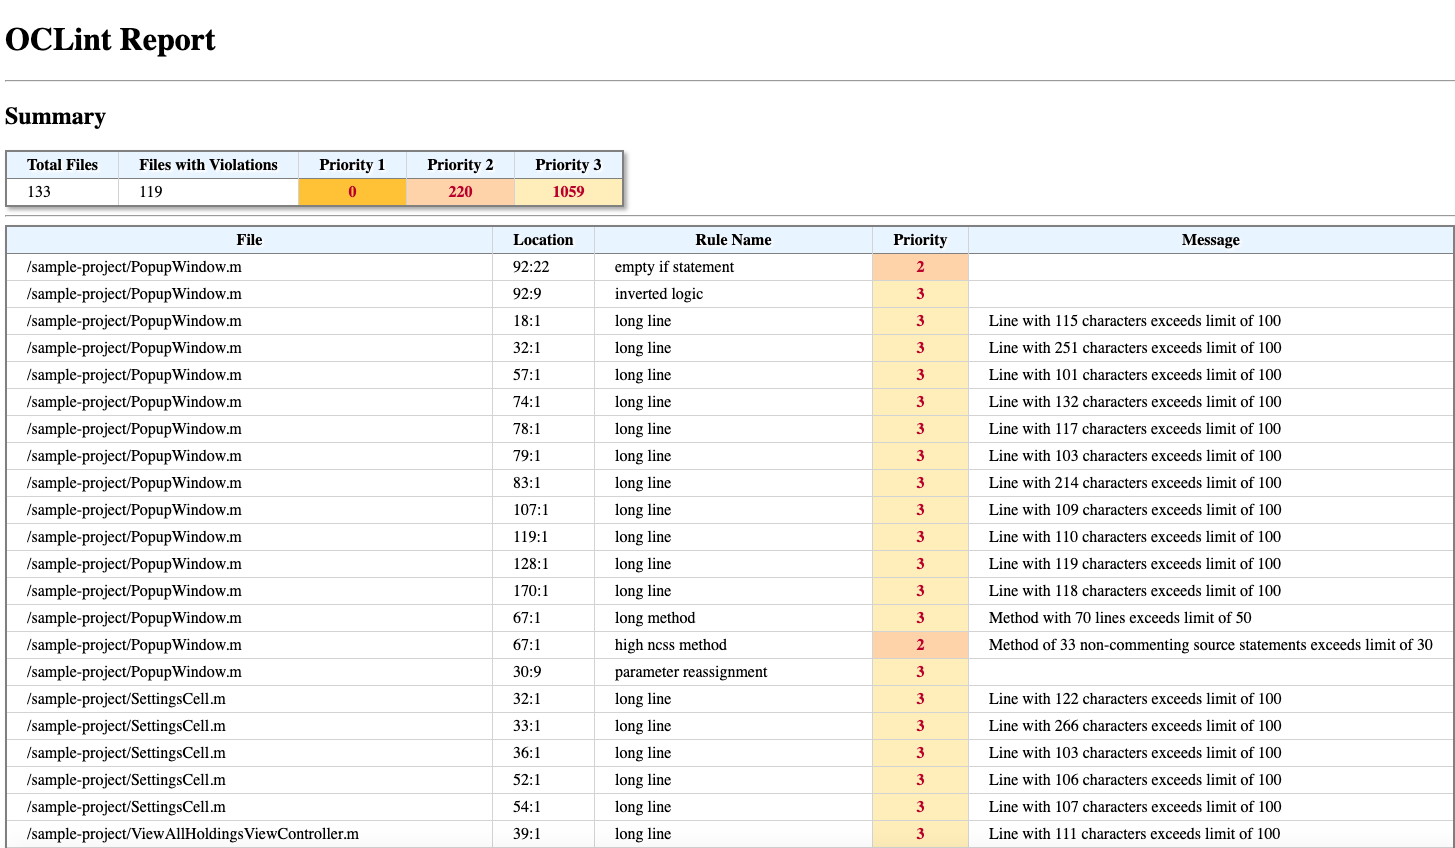 OCLint Report
Summary
Total Files Files with Violations Priority 1 Priority 2 Priority 3
133 119 0 220 1059
File Location Rule Name Priority Message
/sample-project/PopupWindow.m 92:22 empty if statement 2
/sample-project/PopupWindow.m 92:9 inverted logic 3
/sample-project/PopupWindow.m 18:1 long line 3 Line with 115 characters exceeds limit of 100
/sample-project/PopupWindow.m 32:1 long line 3 Line with 251 characters exceeds limit of 100
/sample-project/PopupWindow.m 57:1 long line 3 Line with 101 characters exceeds limit of 100
/sample-project/PopupWindow.m 74:1 long line 3 Line with 132 characters exceeds limit of 100
/sample-project/PopupWindow.m 78:1 long line 3 Line with 117 characters exceeds limit of 100
/sample-project/PopupWindow.m 79:1 long line 3 Line with 103 characters exceeds limit of 100
/sample-project/PopupWindow.m 83:1 long line 3 Line with 214 characters exceeds limit of 100
/sample-project/PopupWindow.m 107:1 long line 3 Line with 109 characters exceeds limit of 100
/sample-project/PopupWindow.m 119:1 long line 3 Line with 110 characters exceeds limit of 100
/sample-project/PopupWindow.m 128:1 long line 3 Line with 119 characters exceeds limit of 100
/sample-project/PopupWindow.m 170:1 long line 3 Line with 118 characters exceeds limit of 100
/sample-project/PopupWindow.m 67:1 long method 3 Method with 70 lines exceeds limit of 50
/sample-project/PopupWindow.m 67:1 high ncss method 2 Method of 33 non-commenting source statements exceeds limit of 30
/sample-project/PopupWindow.m 30:9 parameter reassignment 3
/sample-project/SettingsCell.m 32:1 long line 3 Line with 122 characters exceeds limit of 100
/sample-project/SettingsCell.m 33:1 long line 3 Line with 266 characters exceeds limit of 100
/sample-project/SettingsCell.m 36:1 long line 3 Line with 103 characters exceeds limit of 100
/sample-project/SettingsCell.m 52:1 long line 3 Line with 106 characters exceeds limit of 100
/sample-project/SettingsCell.m 54:1 long line 3 Line with 107 characters exceeds limit of 100
/sample-project/ViewAllHoldingsViewController.m 39:1 long line 3 Line with 111 characters exceeds limit of 100